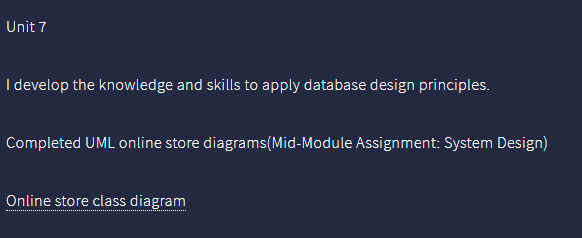 Unit 7
I develop the knowledge and skills to apply database design principles.
Completed UML online store diagrams(Mid-Module Assignment: System Design)
Online store class diagram